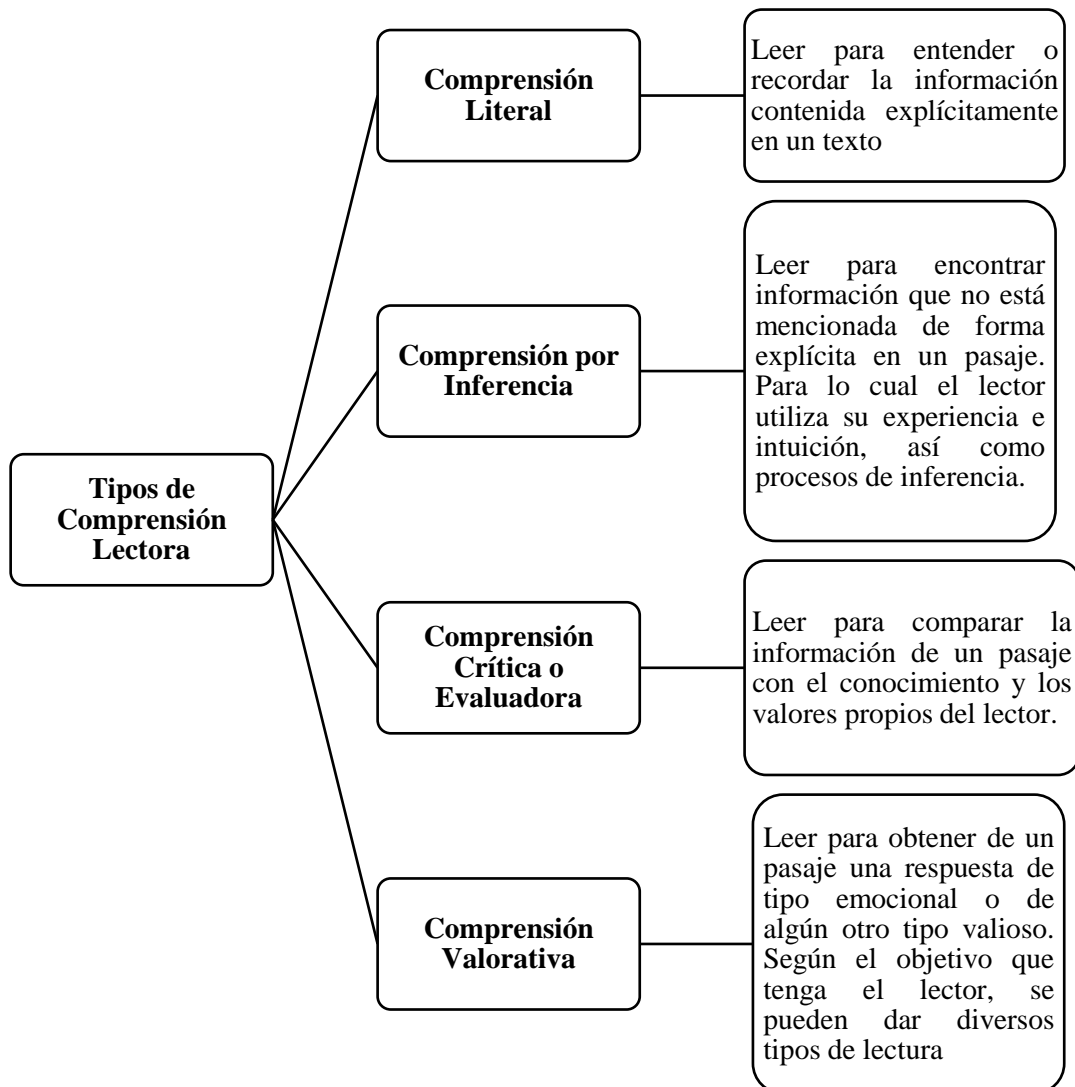 Tipos de
Comprensión
Lectora
Comprensión
Literal
Leer para entender o
recordar la información
contenida explícitamente
en un texto
Comprensión por
Inferencia
Leer para encontrar
información que no está
mencionada de forma
explícita en un pasaje.
Para lo cual el lector
utiliza su experiencia e
intuición, así como
procesos de inferencia.
Comprensión
Crítica o
Evaluadora
Leer para comparar la
información de un pasaje
con el conocimiento y los
valores propios del lector.
Comprensión
Valorativa
Leer para obtener de un
pasaje una respuesta de
tipo emocional o de
algún otro tipo valioso.
Según el objetivo que
tenga el lector, se
pueden dar diversos
tipos de lectura